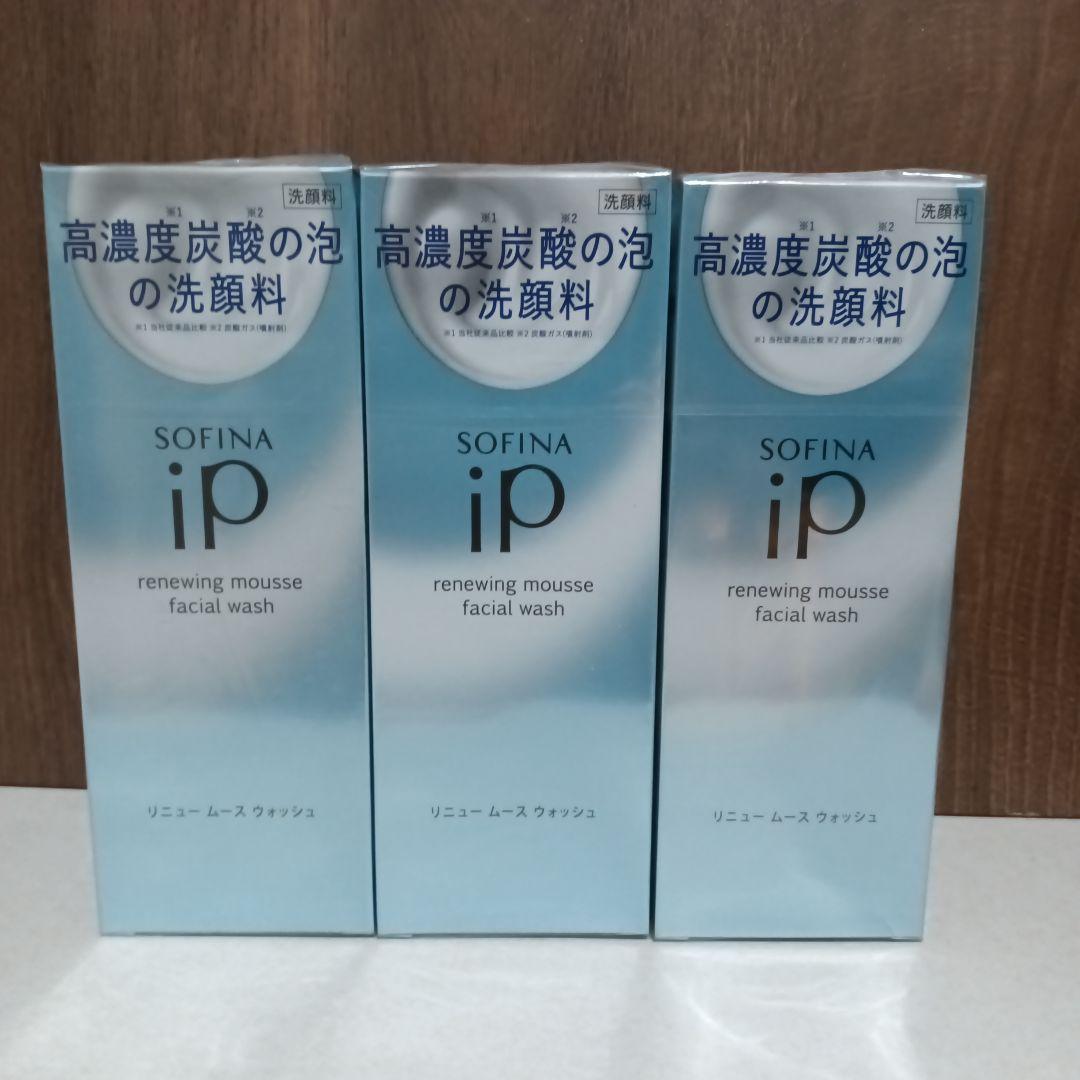 洗顔料
※1 ※2
高濃度炭酸の泡
の洗顔料
※1 当社従来品比較 ※2 炭酸ガス(噴射剤)
SOFINA
iP
renewing mousse
facial wash
リニュー ムース ウォッシュ
洗顔料
※1 ※2
高濃度炭酸の泡
の洗顔料
※1 当社従来品比較 ※2 炭酸ガス(噴射剤)
SOFINA
iP
renewing mousse
facial wash
リニュー ムース ウォッシュ
洗顔料
※1 ※2
高濃度炭酸の泡
の洗顔料
※1 当社従来品比較 ※2 炭酸ガス(噴射剤)
SOFINA
iP
renewing mousse
facial wash
リニュー ムース ウォッシュ